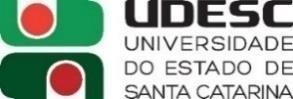 UDESC
UNIVERSIDADE
DO ESTADO DE
SANTA CATARINA